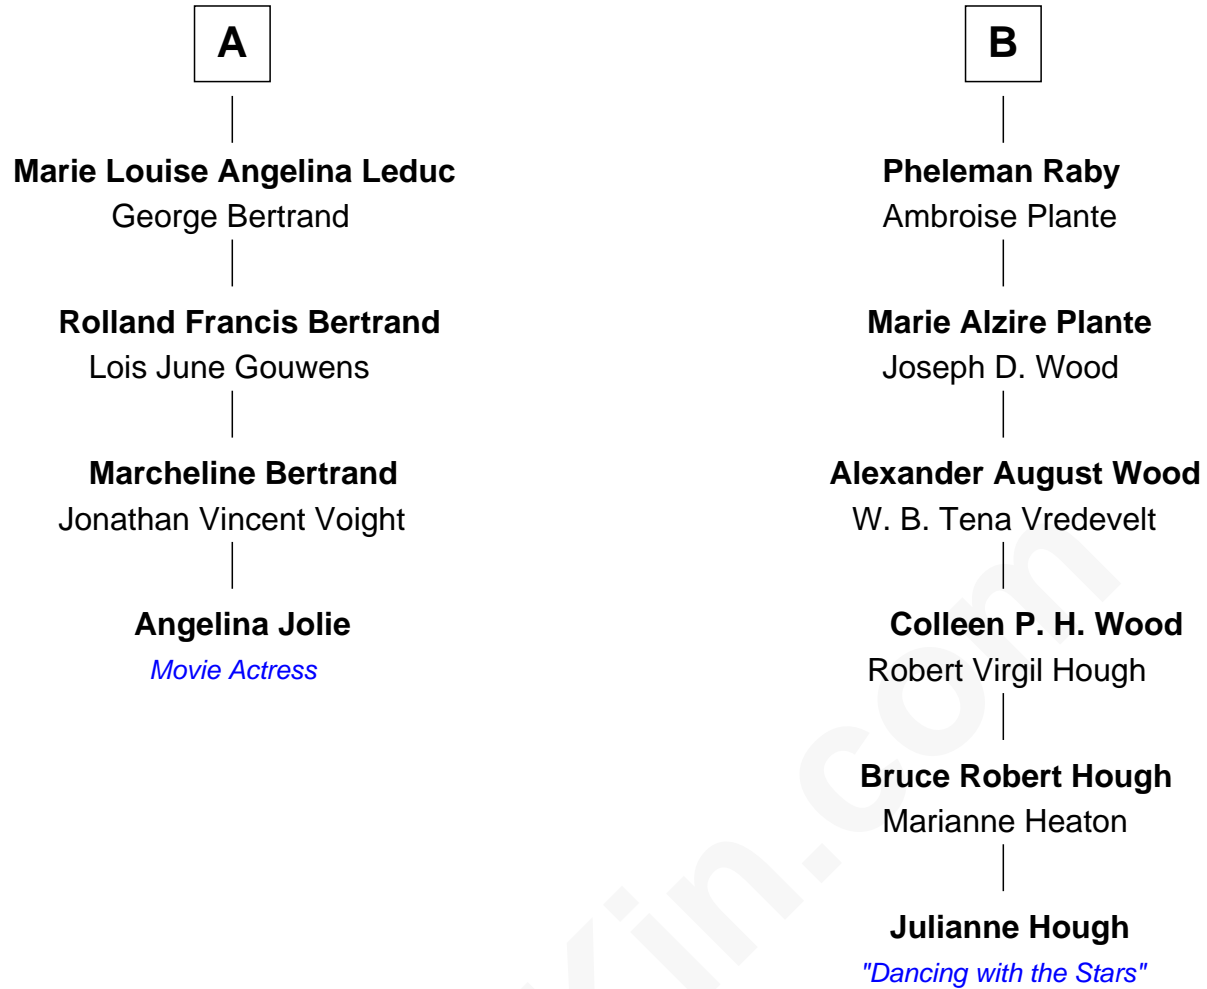 A
Marie Louise Angelina Leduc
George Bertrand
Rolland Francis Bertrand
Lois June Gouwens
Marcheline Bertrand
Jonathan Vincent Voight
Angelina Jolie
Movie Actress
B
Pheleman Raby
Ambroise Plante
Marie Alzire Plante
Joseph D. Wood
Alexander August Wood
W. B. Tena Vredevelt
Colleen P. H. Wood
Robert Virgil Hough
Bruce Robert Hough
Marianne Heaton
Julianne Hough
"Dancing with the Stars"
Kin.com